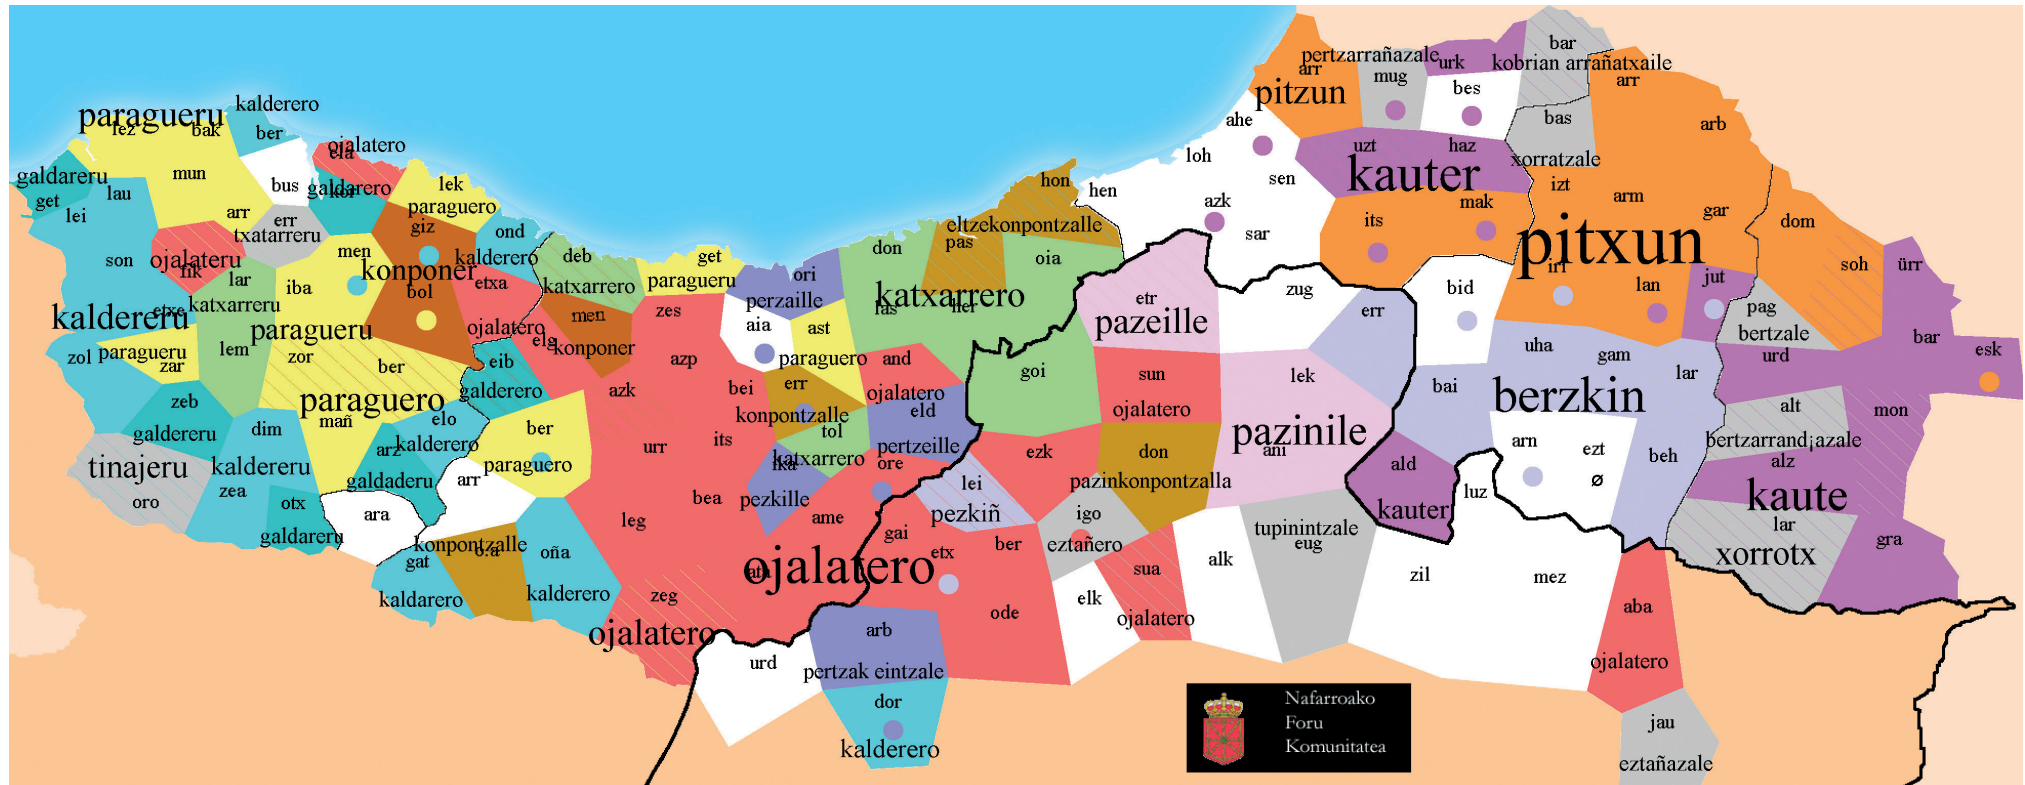 paragueru
kalderero
lez
bak
ber
ojalatero
ela
galdareru
get
lau
mun
bus
galdarero
kor
lek
paraguero
lei
arr
err
txatarreru
giz
ond
kalderero
son
ojalateru
fik
men
konponer
lar
katxarreru
iba
bol
etxa
etxe
kaldereru
paragueru
ojalatero
zol
paragueru
zar
lem
zor
ber
elg
eib
galderero
zeb
galdereru
paraguero
mañ
elo
kalderero
dim
kaldereru
arz
galdaderu
tinajeru
oro
zea
otx
galdareru
ara
arr
ber
paraguero
konpontzalle
gat
oña
kaldarero
kalderero
deb
katxarrero
get
paragueru
men
konponer
zes
ori
perzaille
aia
ast
paraguero
don
katxarrero
las
her
eltzekonpontzalle
pas
hon
oia
hen
azp
azk
bei
err
konpontzalle
and
ojalatero
eld
pertzeille
tol
katxarrero
urr
its
ika
pezkille
ore
bea
leg
ame
ojalatero
ata
zeg
ojalatero
urd
arb
pertzak eintzale
dor
kalderero
gai
etx
ber
ode
lei
pezkiñ
goi
ezk
etr
pazeille
sun
ojalatero
don
pazinkonpontzalla
igo
eztañero
elk
sua
ojalatero
alk
tupinintzale
eug
zug
err
lek
pazinile
ani
ald
kauter
luz
zil
mez
aba
ojalatero
jau
eztañazale
pertzarrañazale
arr
pitzun
mug
urk
bes
bar
kobrian arrañatxaile
arr
ahe
loh
sen
azk
sar
uzt
haz
kauter
its
mak
bas
xorratzale
arb
izt
arm
gar
pitxun
iri
lan
jut
dom
soh
ürr
bid
bai
uha
gam
lar
berzkin
arn
ezt
ø
beh
pag
bertzale
urd
bar
esk
alt
bertzarrand¡azale
mon
alz
kaute
lar
xorrotx
gra
Nafarroako
Foru
Komunitatea